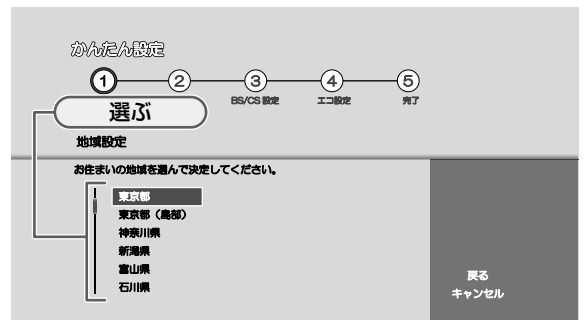 かんたん設定
1 2 3 4 5
BS/CS設定 エコ設定 完了
選ぶ
地域設定
お住まいの地域を選んで決定してください。
東京都
東京都（島部）
神奈川県
新潟県
富山県
石川県
戻る
キャンセル